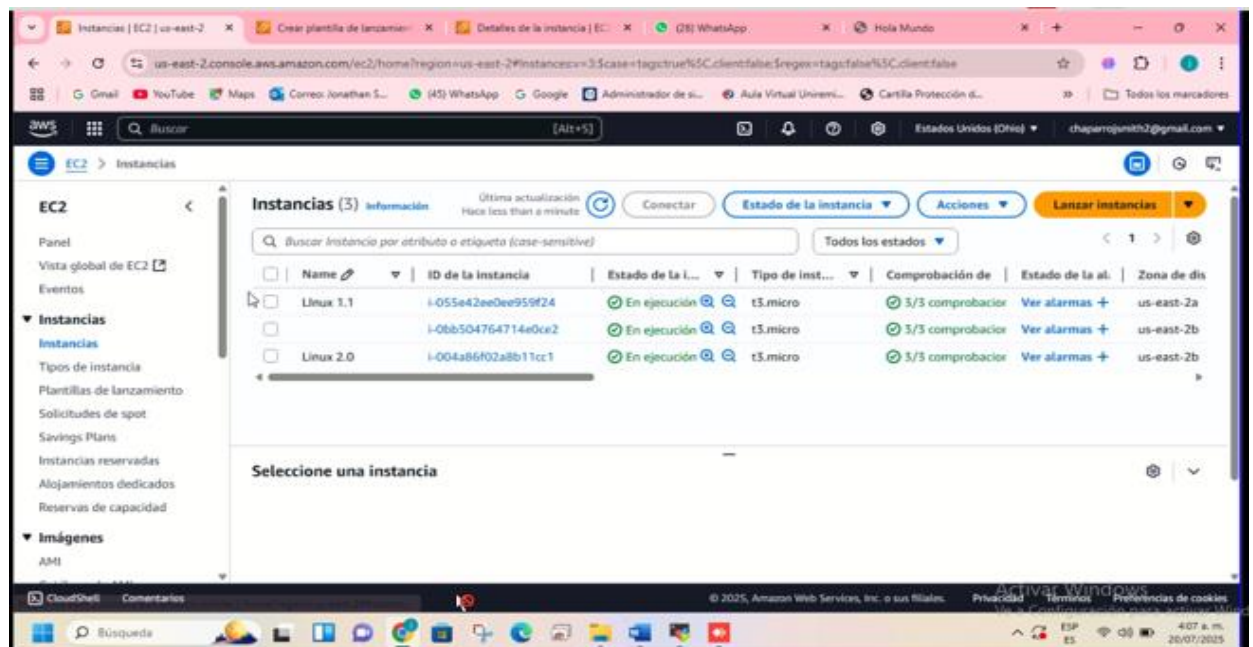 Instancias | EC2 | us-east-2
Crear plantilla de lanzamien
Detalles de la instancia | EC
(28) WhatsApp
Hola Mundo
us-east-2.console.aws.amazon.com/ec2/home?region=us-east-2#Instances:v=3;$case=tags:true%5C,client:false;$regex=tags:false%5C,client:false
Gmail
YouTube
Maps
Correo: Jonathan S...
(45) WhatsApp
Google
Administrador de si...
Aula Virtual Uniremi...
Cartilla Protección d...
Todos los marcadores
aws
Buscar
[Alt+S]
Estados Unidos (Ohio)
chaparrojsmith2@gmail.com
EC2 > Instancias
EC2
Panel
Vista global de EC2
Eventos
Instancias
Instancias
Tipos de instancia
Plantillas de lanzamiento
Solicitudes de spot
Savings Plans
Instancias reservadas
Alojamientos dedicados
Reservas de capacidad
Imágenes
AMI
Instancias (3) Información
Última actualización
Hace less than a minute
Conectar
Estado de la instancia
Acciones
Lanzar instancias
Buscar Instancia por atributo o etiqueta (case-sensitive)
Todos los estados
1
Name
ID de la instancia
Estado de la i...
Tipo de inst...
Comprobación de
Estado de la al.
Zona de dis
LInux 1.1 i-055e42ee0ee959f24 En ejecución t3.micro 3/3 comprobacion Ver alarmas + us-east-2a
i-0bb504764714e0ce2 En ejecución t3.micro 3/3 comprobacion Ver alarmas + us-east-2b
Linux 2.0 i-004a86f02a8b11cc1 En ejecución t3.micro 3/3 comprobacion Ver alarmas + us-east-2b
Seleccione una instancia
Activar Windows
CloudShell
Comentarios
© 2025, Amazon Web Services, Inc. o sus filiales.
Privacidad
Términos
Preferencias de cookies
Búsqueda
ESP
ES
4:07 a. m.
20/07/2025